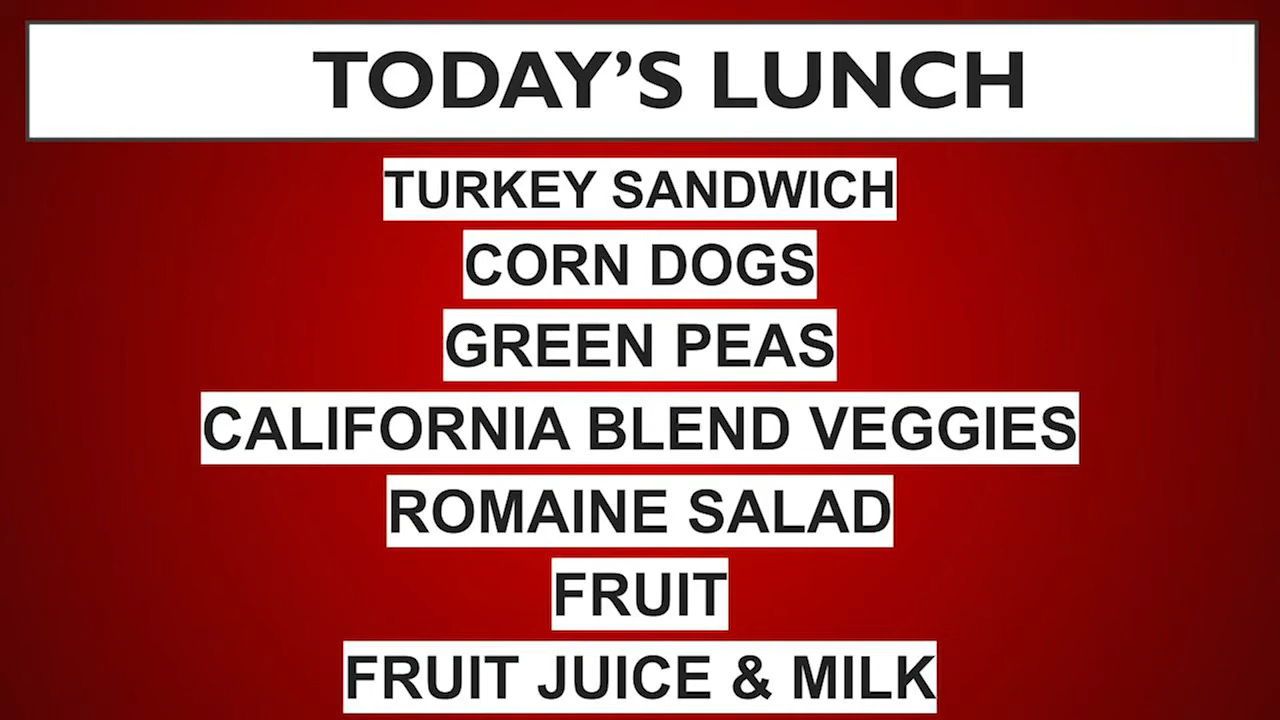 TODAY’S LUNCH
TURKEY SANDWICH
CORN DOGS
GREEN PEAS
CALIFORNIA BLEND VEGGIES
ROMAINE SALAD
FRUIT
FRUIT JUICE & MILK